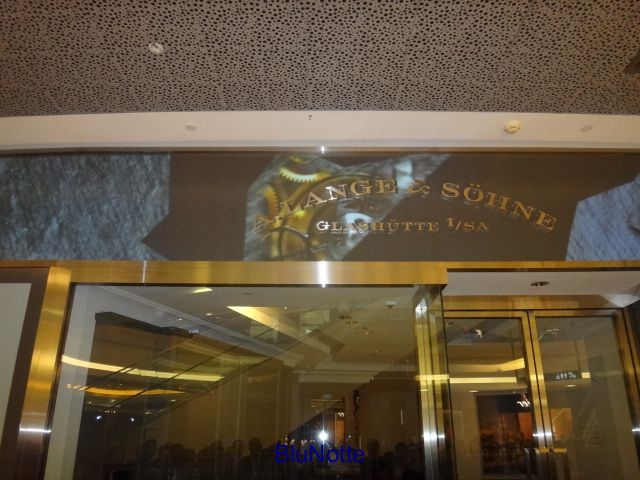 A. LANGE & SÖHNE
GLASHÜTTE I/SA
BluNotte